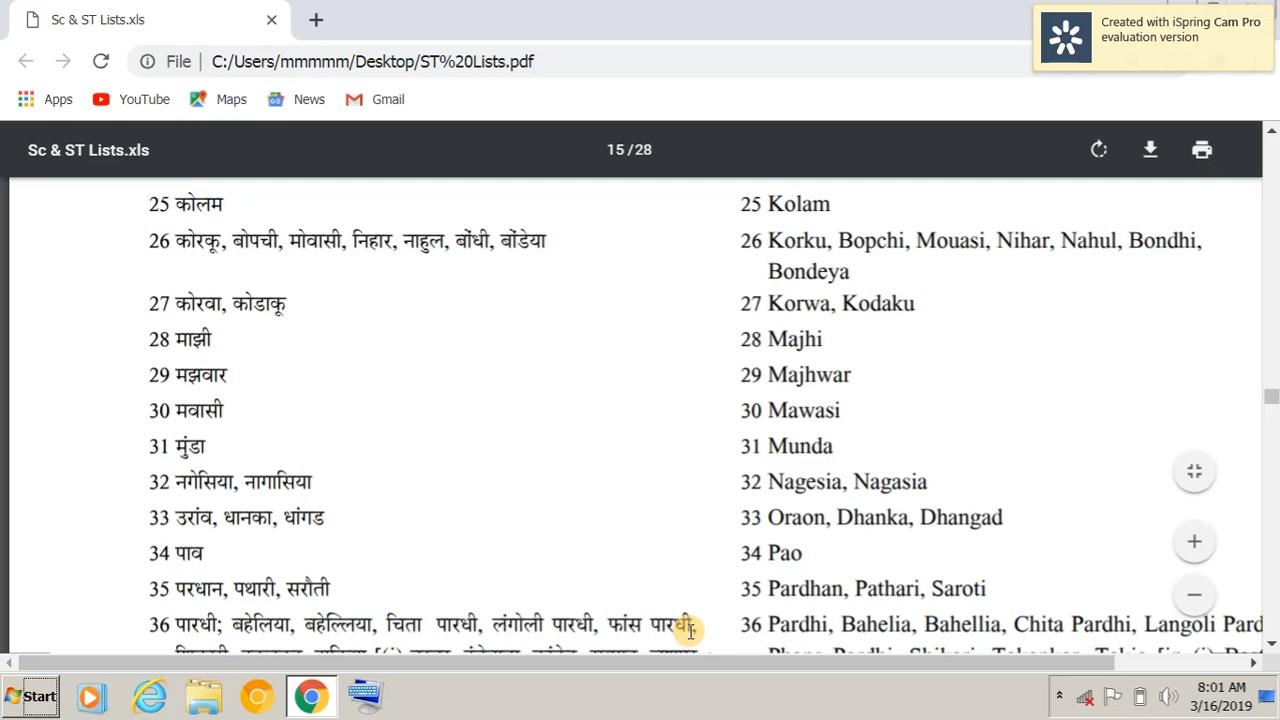 Sc & ST Lists.xls
Created with iSpring Cam Pro
evaluation version
File C:/Users/mmmmm/Desktop/ST%20Lists.pdf
Apps YouTube Maps News Gmail
Sc & ST Lists.xls 15 / 28
25 कोलम 25 Kolam
26 कोरकू, बोपची, मोवासी, निहार, नाहुल, बोंधी, बोंडेया 26 Korku, Bopchi, Mouasi, Nihar, Nahul, Bondhi,
Bondeya
27 कोरवा, कोडाकू 27 Korwa, Kodaku
28 माझी 28 Majhi
29 मझवार 29 Majhwar
30 मवासी 30 Mawasi
31 मुंडा 31 Munda
32 नगेसिया, नागासिया 32 Nagesia, Nagasia
33 उरांव, धानका, धांगड 33 Oraon, Dhanka, Dhangad
34 पाव 34 Pao
35 परधान, पथारी, सरौती 35 Pardhan, Pathari, Saroti
36 पारधी; बहेलिया, बहेल्लिया, चिता पारधी, लंगोली पारधी, फांस पारधी, 36 Pardhi, Bahelia, Bahellia, Chita Pardhi, Langoli Pard
Start 8:01 AM
3/16/2019